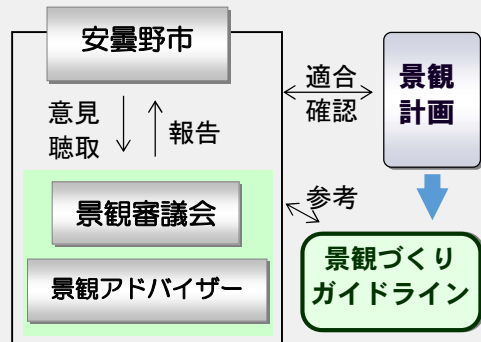 安曇野市
意見
聴取
報告
景観審議会
景観アドバイザー
適合
確認
景観
計画
参考
景観づくり
ガイドライン